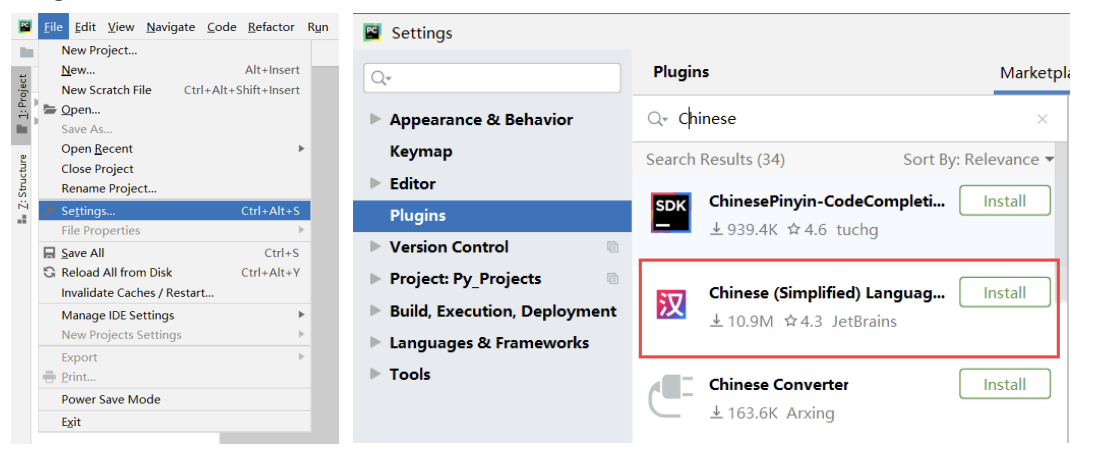 File Edit View Navigate Code Refactor Run
New Project...
New... Alt+Insert
New Scratch File Ctrl+Alt+Shift+Insert
Open...
Save As...
Open Recent
Close Project
Rename Project...
Settings... Ctrl+Alt+S
File Properties
Save All Ctrl+S
Reload All from Disk Ctrl+Alt+Y
Invalidate Caches / Restart...
Manage IDE Settings
New Projects Settings
Export
Print...
Power Save Mode
Exit
1: Project
Z: Structure
PC Settings
Appearance & Behavior
Keymap
Editor
Plugins
Version Control
Project: Py_Projects
Build, Execution, Deployment
Languages & Frameworks
Tools
Plugins Marketpla
Chinese
Search Results (34) Sort By: Relevance
SDK ChinesePinyin-CodeCompleti... Install
939.4K 4.6 tuchg
汉 Chinese (Simplified) Languag... Install
10.9M 4.3 JetBrains
Chinese Converter Install
163.6K Arxing